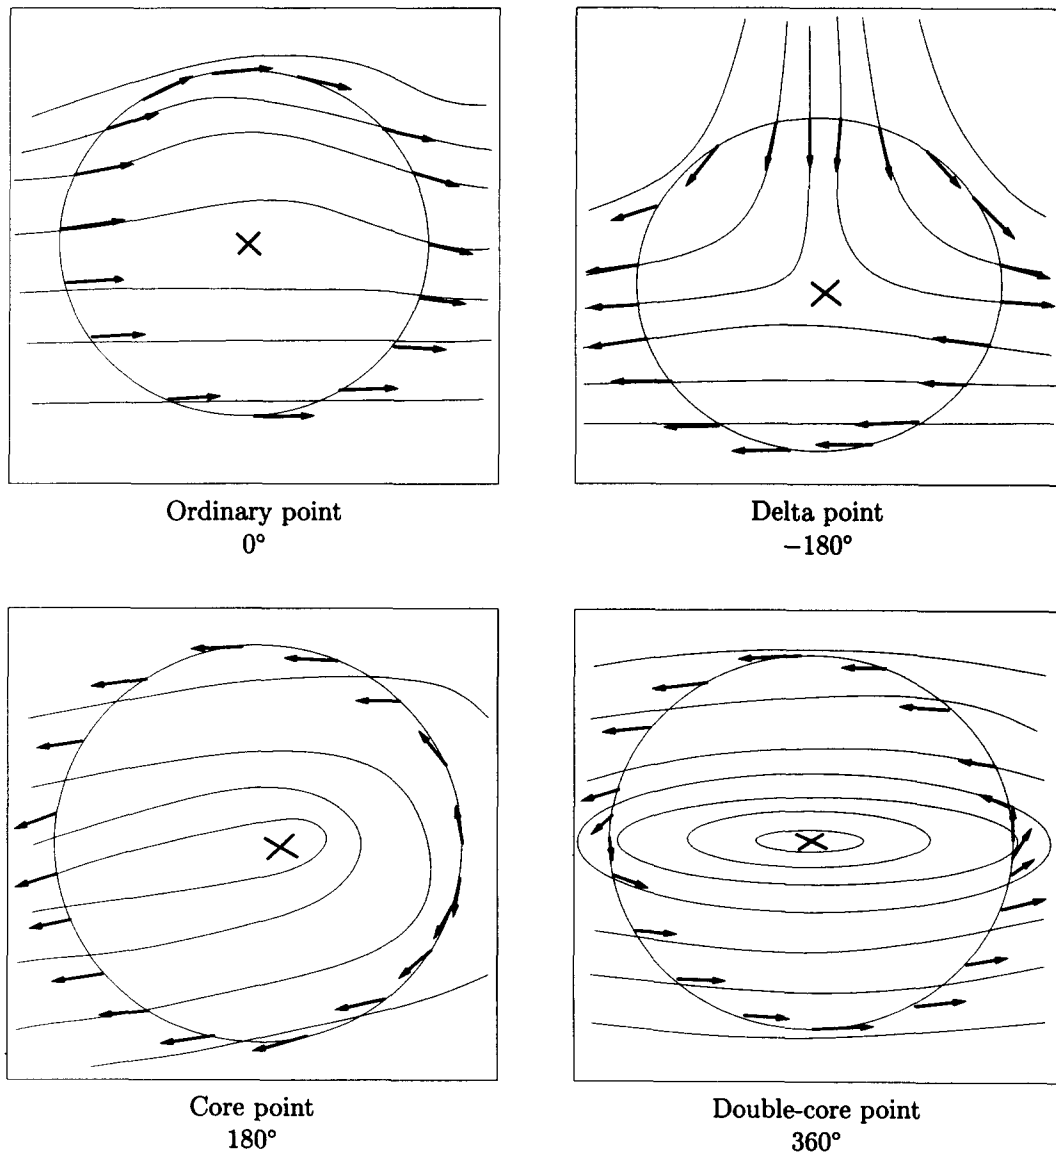 Ordinary point
0°
Delta point
−180°
Core point
180°
Double-core point
360°